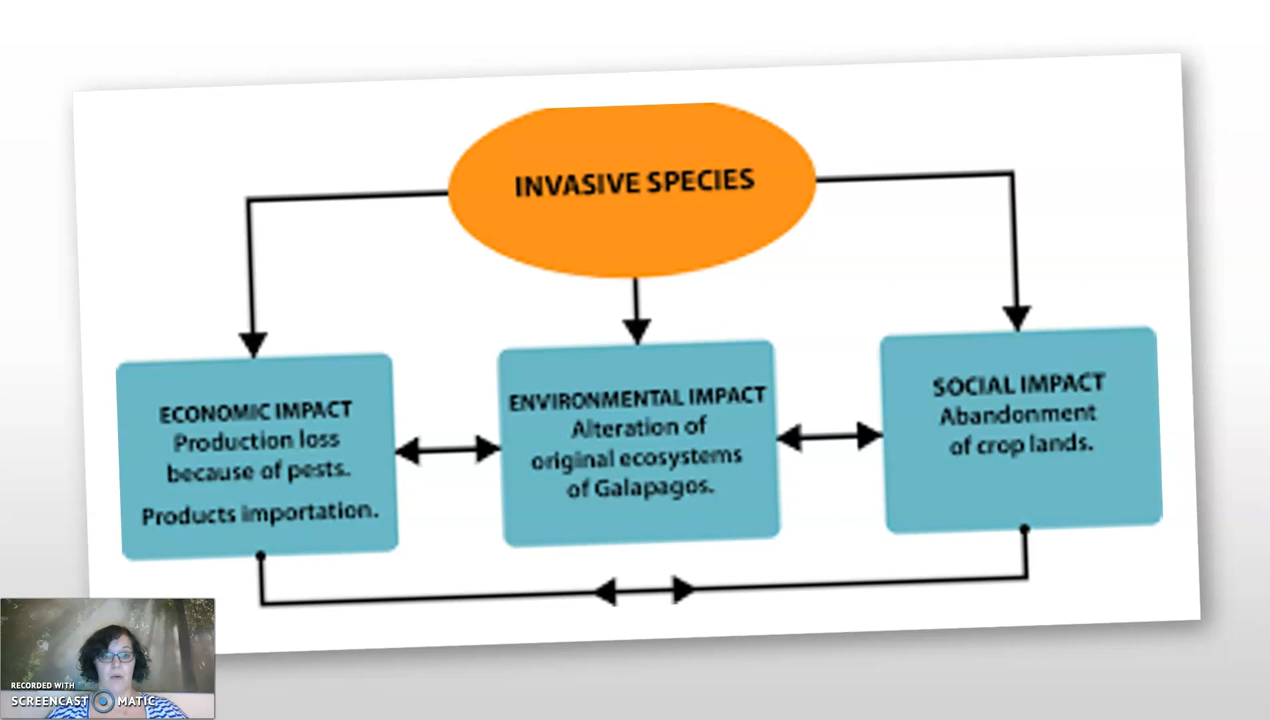 INVASIVE SPECIES
ECONOMIC IMPACT
Production loss
because of pests.
Products importation.
ENVIRONMENTAL IMPACT
Alteration of
original ecosystems
of Galapagos.
SOCIAL IMPACT
Abandonment
of crop lands.
RECORDED WITH
SCREENCAST MATIC